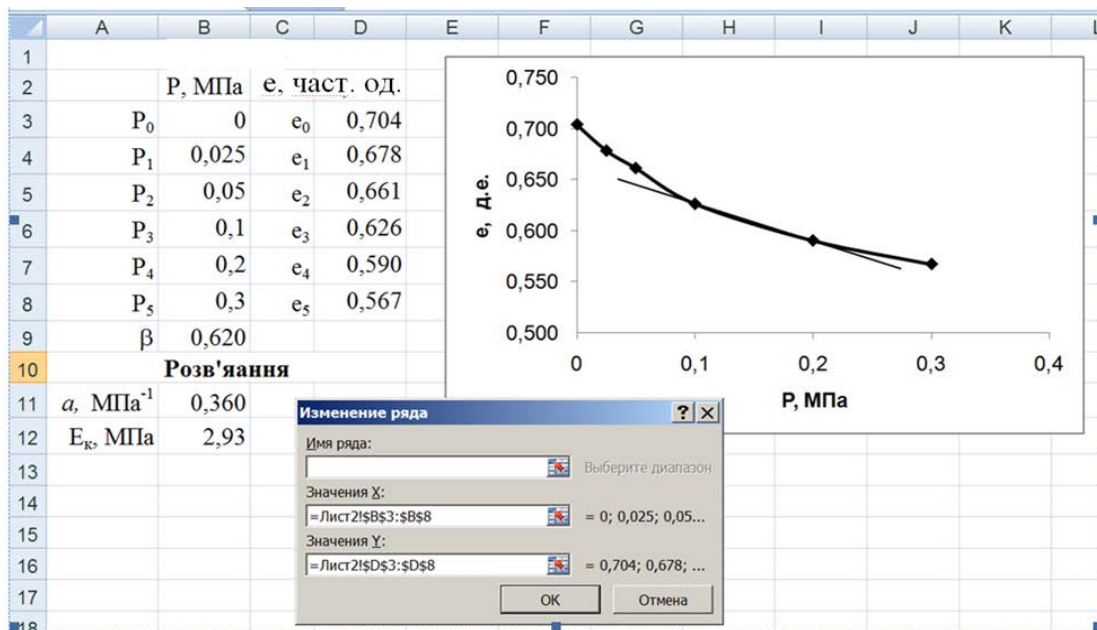 A B C D E F G H I J K L
1
2 P, МПа е, част. од.
3 P₀ 0 e₀ 0,704
4 P₁ 0,025 e₁ 0,678
5 P₂ 0,05 e₂ 0,661
6 P₃ 0,1 e₃ 0,626
7 P₄ 0,2 e₄ 0,590
8 P₅ 0,3 e₅ 0,567
9 β 0,620
10 Розв'яання
11 a, МПа⁻¹ 0,360
12 Eₖ, МПа 2,93
13
14
15
16
17
18
0,750
0,700
0,650
0,600
0,550
0,500
е, д.е.
0 0,1 0,2 0,3 0,4
Р, МПа
Изменение ряда
Имя ряда:
Выберите диапазон
Значения X:
=Лист2!$B$3:$B$8 = 0; 0,025; 0,05...
Значения Y:
=Лист2!$D$3:$D$8 = 0,704; 0,678; ...
ОК Отмена